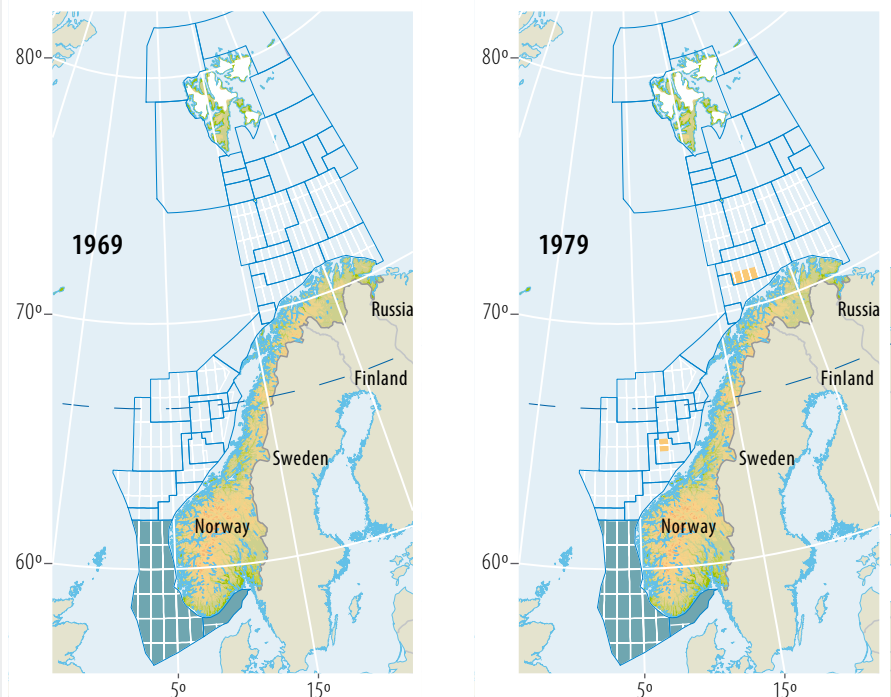 80º
1969
70º
Russia
Finland
Sweden
Norway
60º
5º
15º
80º
1979
70º
Russia
Finland
Sweden
Norway
60º
5º
15º